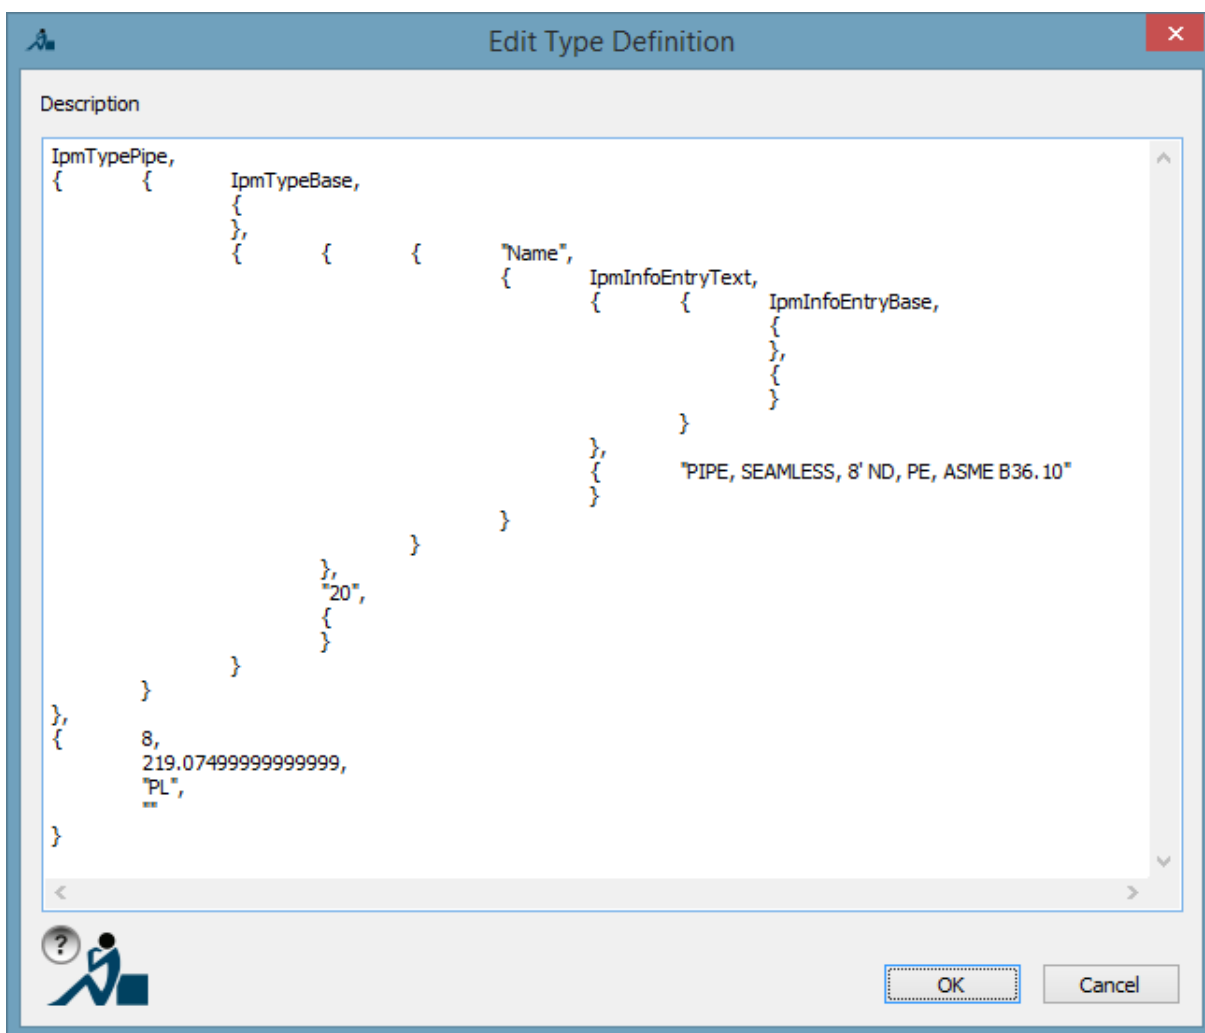 Edit Type Definition
Description
IpmTypePipe,
{ { IpmTypeBase,
{
},
{ { { "Name",
{ IpmInfoEntryText,
{ { IpmInfoEntryBase,
{
},
{
}
}
},
{ "PIPE, SEAMLESS, 8' ND, PE, ASME B36.10"
}
}
}
},
"20",
{
}
}
}
},
{ 8,
219.07499999999999,
"PL",
""
}
?
OK Cancel